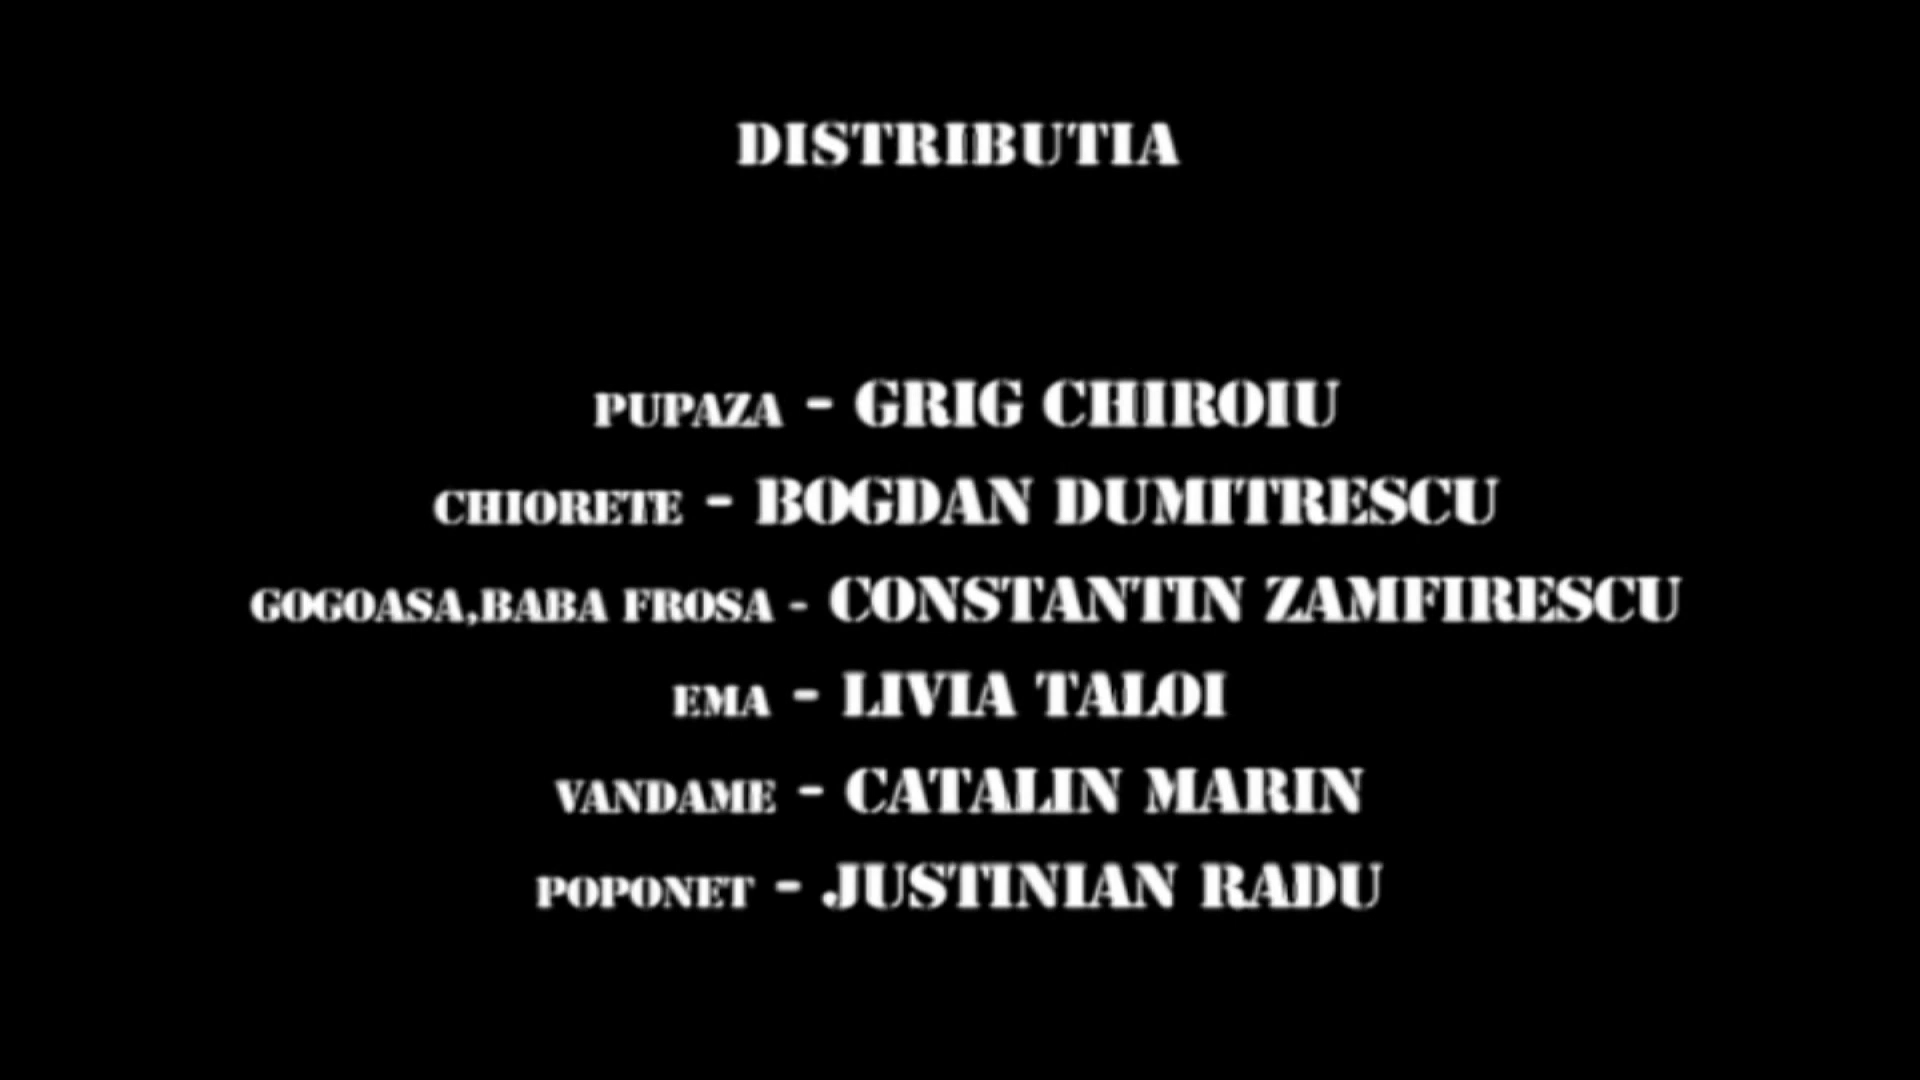 DISTRIBUTIA
PUPAZA - GRIG CHIROIU
CHIORETE - BOGDAN DUMITRESCU
GOGOASA,BABA FROSA - CONSTANTIN ZAMFIRESCU
EMA - LIVIA TALOI
VANDAME - CATALIN MARIN
POPONET - JUSTINIAN RADU